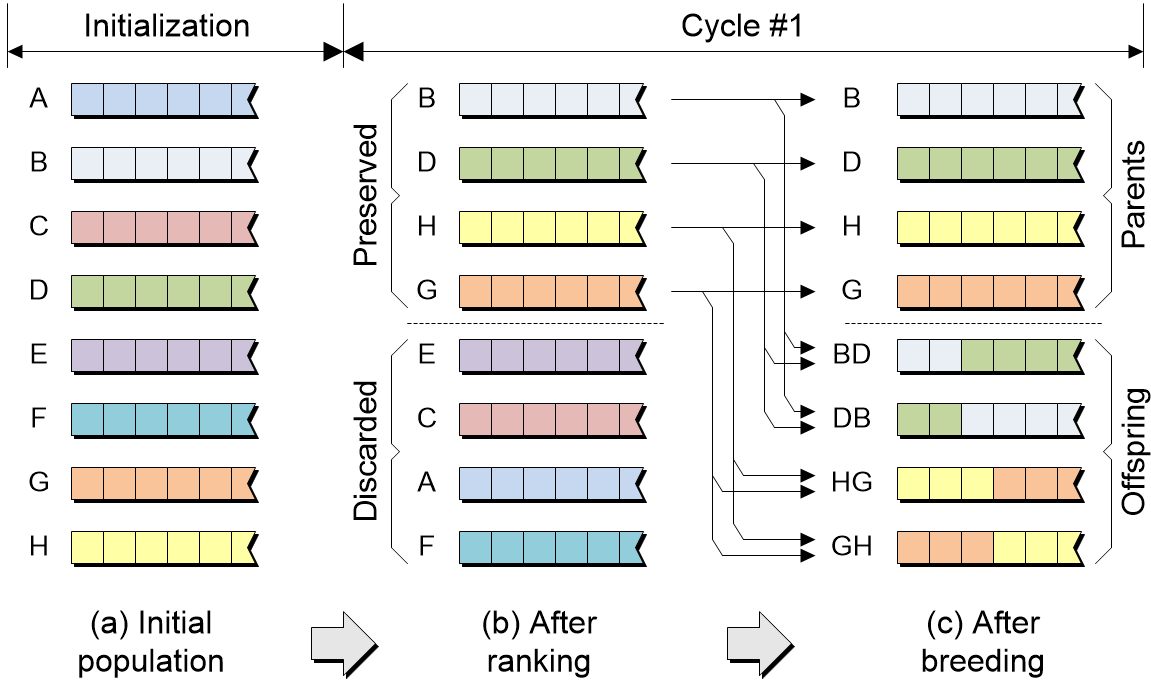 Initialization
Cycle #1
A
B
C
D
E
F
G
H
Preserved
Discarded
B
D
H
G
E
C
A
F
B
D
H
G
BD
DB
HG
GH
Parents
Offspring
(a) Initial
population
(b) After
ranking
(c) After
breeding